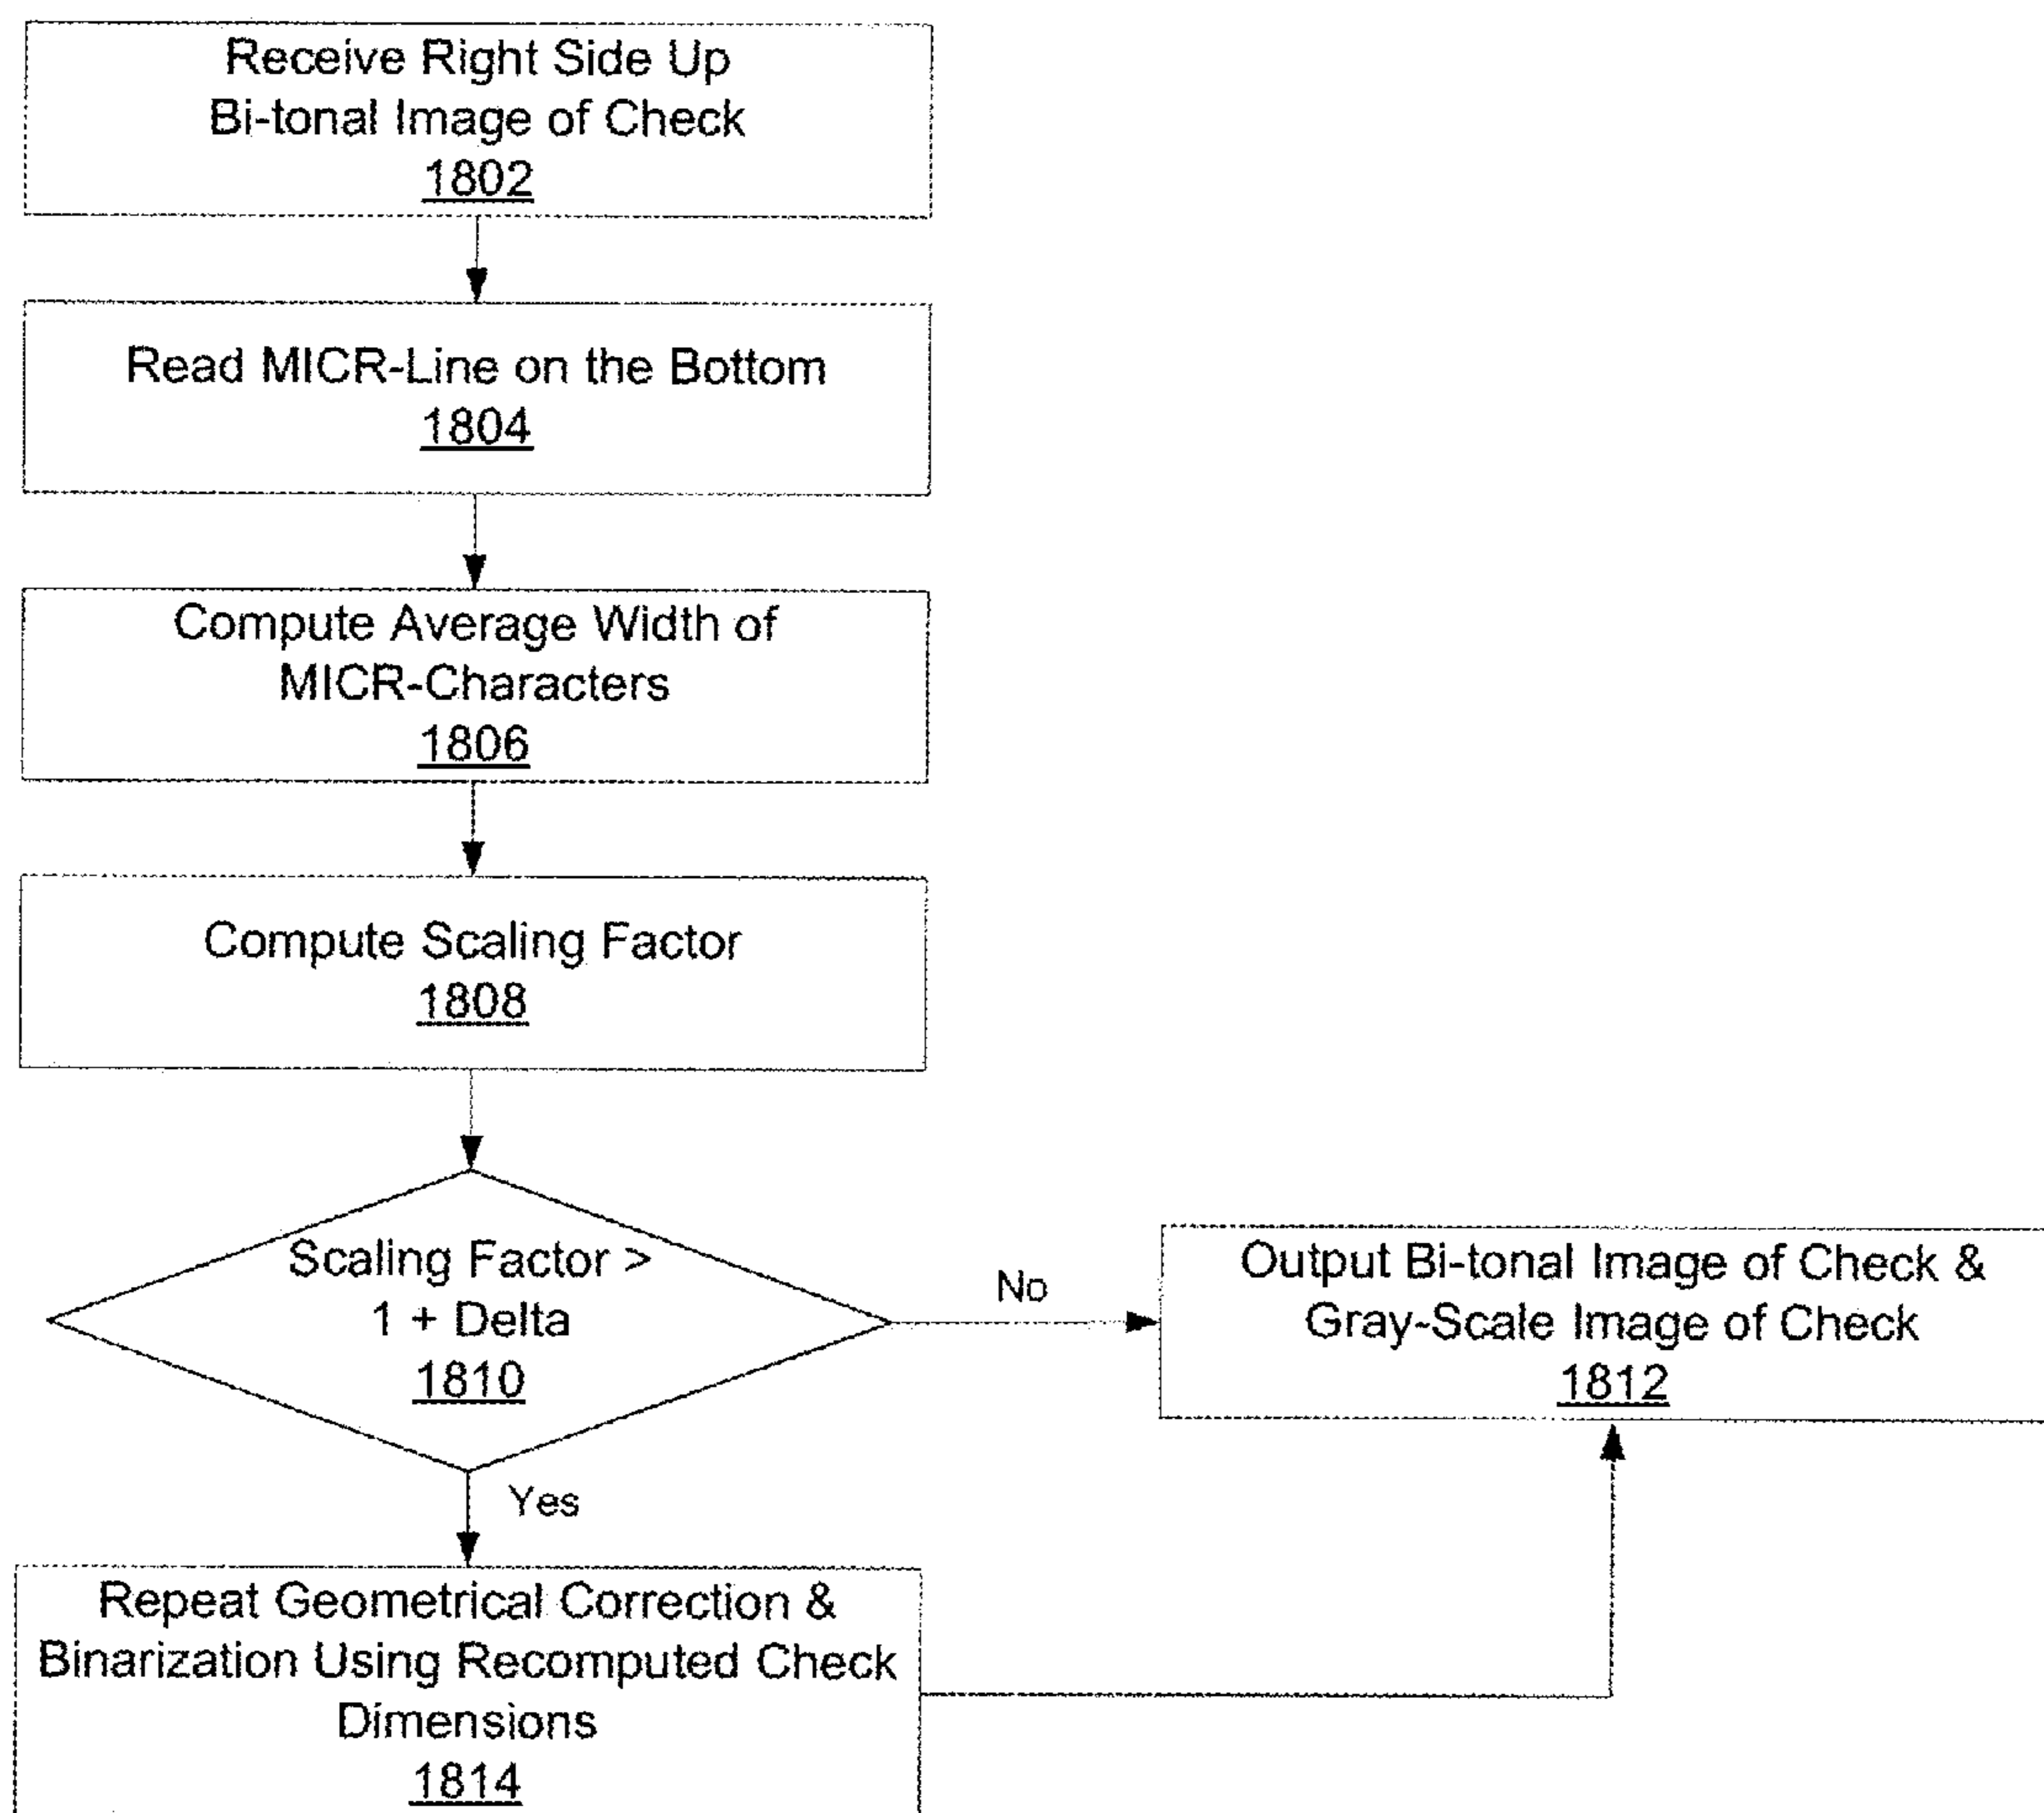 Receive Right Side Up
Bi-tonal Image of Check
1802
Read MICR-Line on the Bottom
1804
Compute Average Width of
MICR-Characters
1806
Compute Scaling Factor
1808
Scaling Factor >
1 + Delta
1810
No
Output Bi-tonal Image of Check &
Gray-Scale Image of Check
1812
Yes
Repeat Geometrical Correction &
Binarization Using Recomputed Check
Dimensions
1814